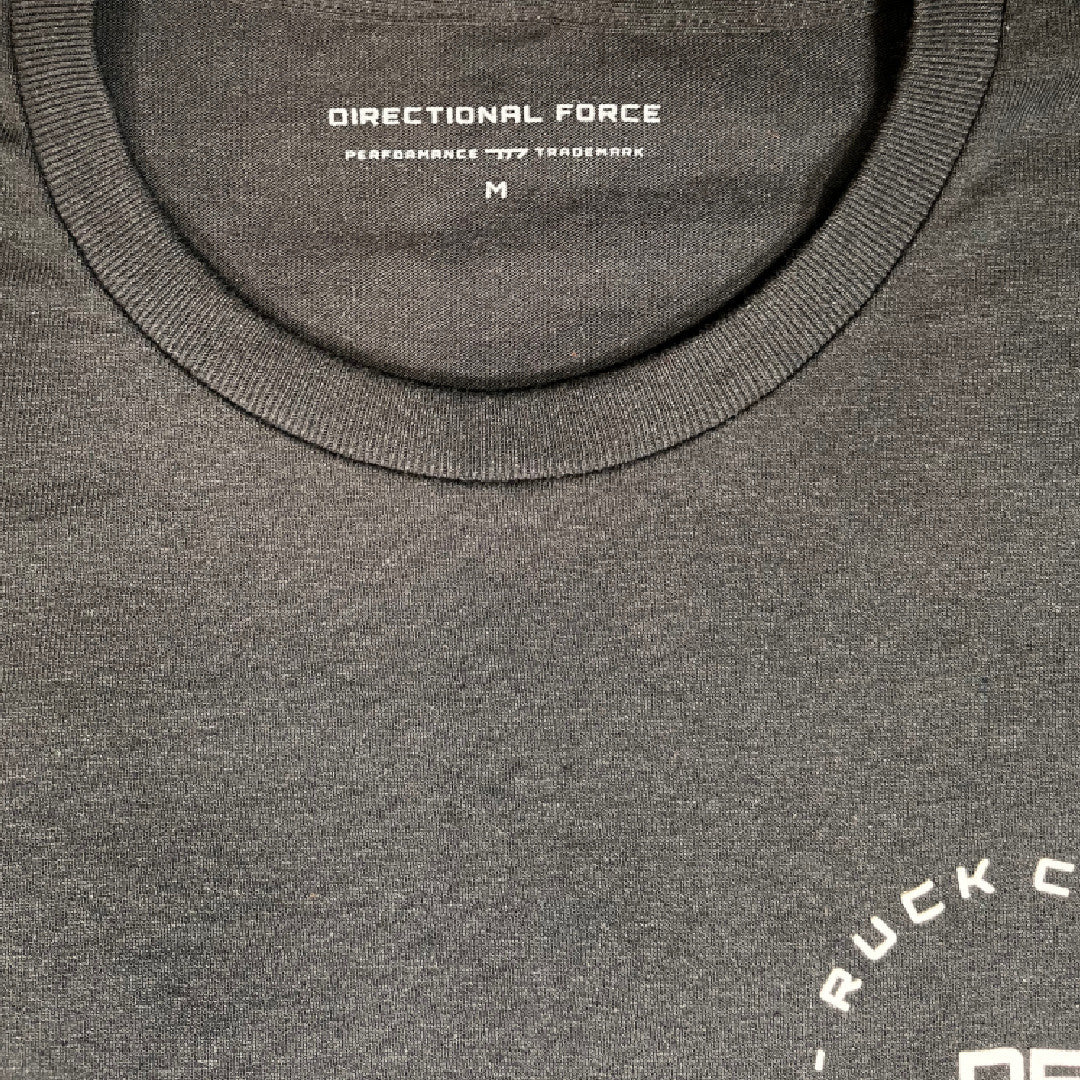 DIRECTIONAL FORCE
PERFORMANCE TRADEMARK
M
RUCK C